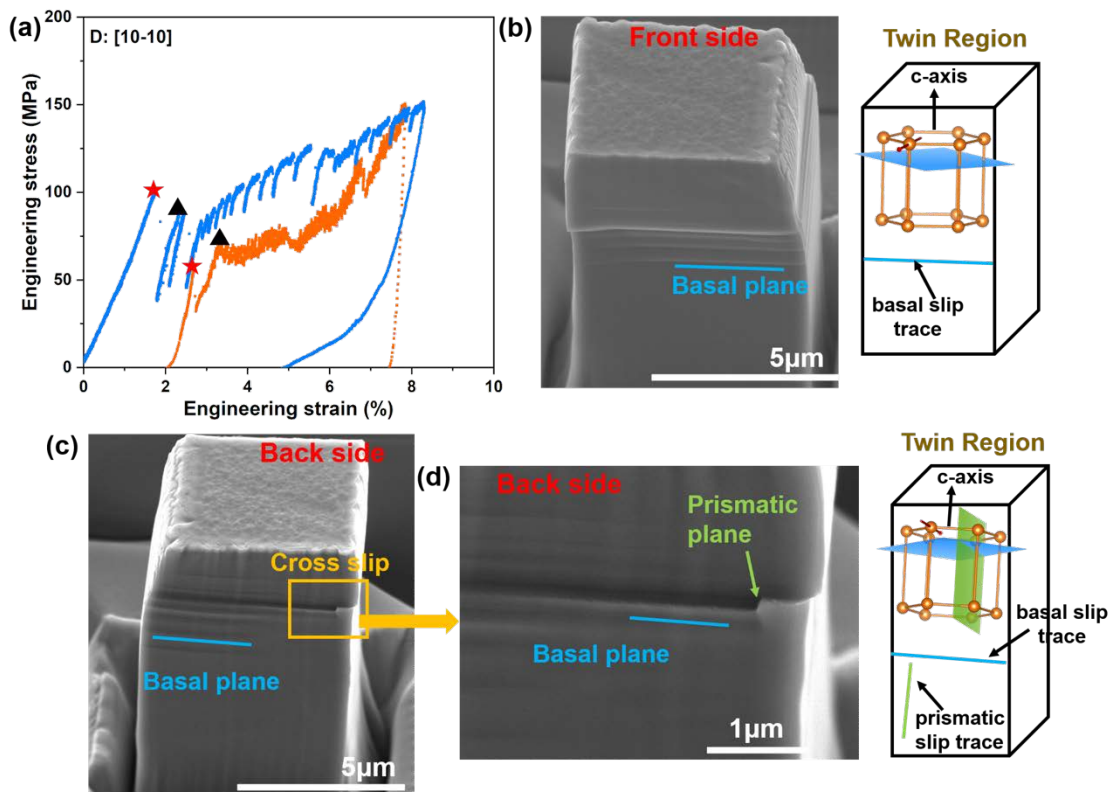 (a)
D: [10-10]
200
150
100
50
0
0
2
4
6
8
10
Engineering stress (MPa)
Engineering strain (%)
(b)
Front side
Basal plane
5µm
Twin Region
c-axis
basal slip
trace
(c)
Back side
Cross slip
Basal plane
5µm
(d)
Back side
Prismatic
plane
Basal plane
1µm
Twin Region
c-axis
basal slip
trace
prismatic
slip trace